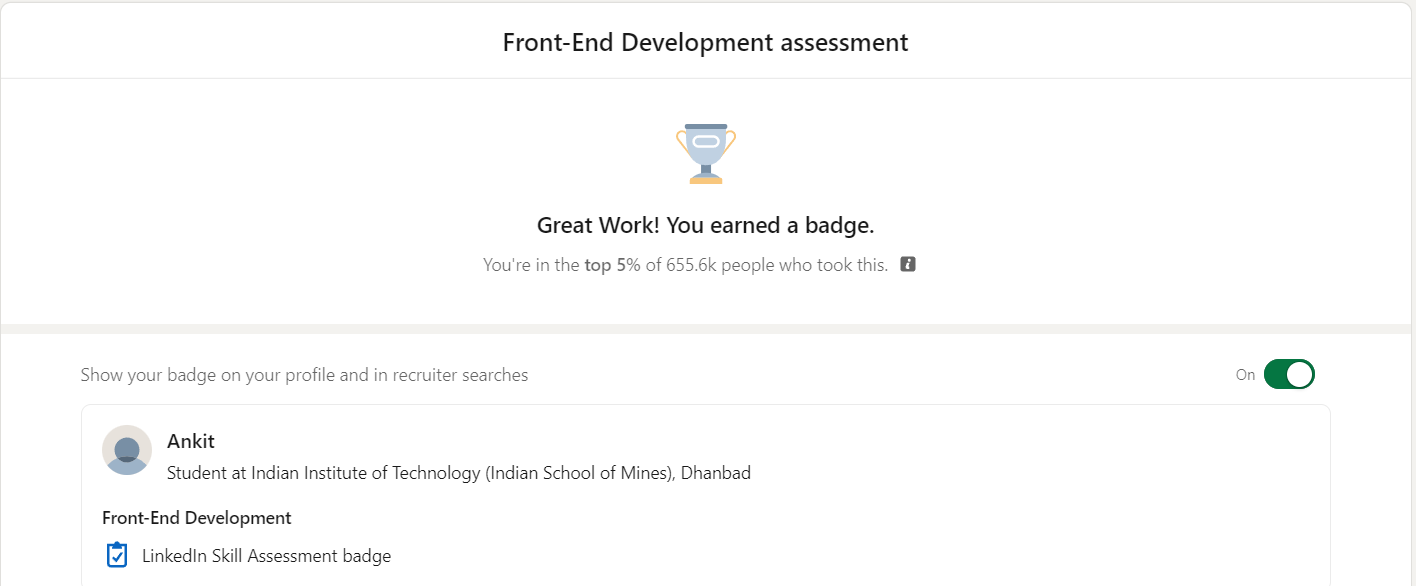 Front-End Development assessment
Great Work! You earned a badge.
You're in the top 5% of 655.6k people who took this.
Show your badge on your profile and in recruiter searches
On
Ankit
Student at Indian Institute of Technology (Indian School of Mines), Dhanbad
Front-End Development
LinkedIn Skill Assessment badge